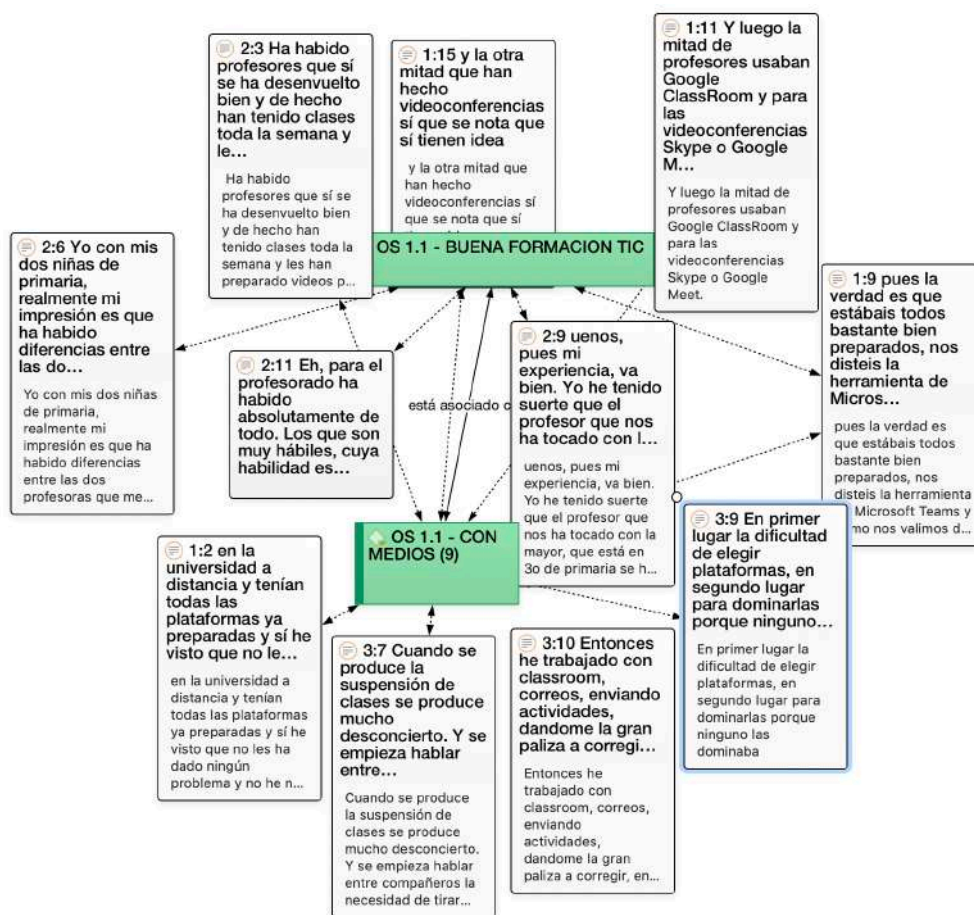 2:3 Ha habido
profesores que sí
se ha desenvuelto
bien y de hecho
han tenido clases
toda la semana y
le...
Ha habido
profesores que sí se
ha desenvuelto bien
y de hecho han
tenido clases toda la
semana y les han
preparado videos p...
1:15 y la otra
mitad que han
hecho
videoconferencias
sí que se nota que
sí tienen idea
y la otra mitad que
han hecho
videoconferencias sí
que se nota que sí
1:11 Y luego la
mitad de
profesores usaban
Google
ClassRoom y para
las
videoconferencias
Skype o Google
M...
Y luego la mitad de
profesores usaban
Google ClassRoom y
para las
videoconferencias
Skype o Google
Meet.
OS 1.1 - BUENA FORMACION TIC
2:6 Yo con mis
dos niñas de
primaria,
realmente mi
impresión es que
ha habido
diferencias entre
las do...
Yo con mis dos niñas
de primaria,
realmente mi
impresión es que ha
habido diferencias
entre las dos
profesoras que me...
2:11 Eh, para el
profesorado ha
habido
absolutamente de
todo. Los que son
muy hábiles, cuya
habilidad es...
está asociado c
2:9 uenos,
pues mi
experiencia, va
bien. Yo he tenido
suerte que el
profesor que nos
ha tocado con l...
uenos, pues mi
experiencia, va bien.
Yo he tenido suerte
que el profesor que
nos ha tocado con la
mayor, que está en
3o de primaria se h...
1:9 pues la
verdad es que
estábais todos
bastante bien
preparados, nos
disteis la
herramienta de
Micros...
pues la verdad es
que estábais todos
bastante bien
preparados, nos
disteis la herramienta
Microsoft Teams y
mo nos valimos d...
OS 1.1 - CON
MEDIOS (9)
1:2 en la
universidad a
distancia y tenían
todas las
plataformas ya
preparadas y sí he
visto que no le...
en la universidad a
distancia y tenían
todas las plataformas
ya preparadas y sí he
visto que no les ha
dado ningún
problema y no he n...
3:7 Cuando se
produce la
suspensión de
clases se produce
mucho
desconcierto. Y se
empieza hablar
entre...
Cuando se produce
la suspensión de
clases se produce
mucho desconcierto.
Y se empieza hablar
entre compañeros la
necesidad de tirar...
3:10 Entonces
he trabajado con
classroom,
correos, enviando
actividades,
dandome la gran
paliza a corregi...
Entonces he
trabajado con
classroom, correos,
enviando
actividades,
dandome la gran
paliza a corregir, en...
3:9 En primer
lugar la dificultad
de elegir
plataformas, en
segundo lugar
para dominarlas
porque ninguno...
En primer lugar la
dificultad de elegir
plataformas, en
segundo lugar para
dominarlas porque
ninguno las
dominaba